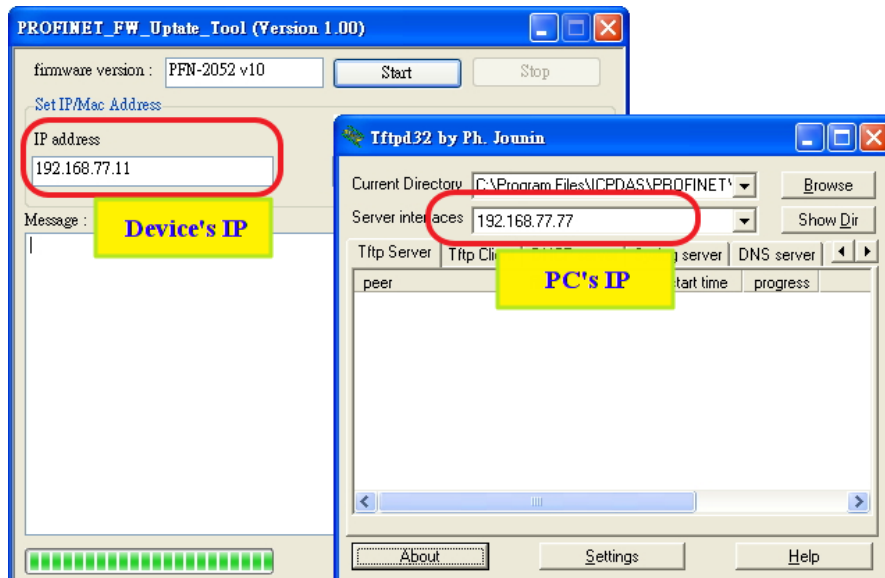 PROFINET_FW_Uptate_Tool (Version 1.00)
firmware version : PFN-2052 v10 Start Stop
Set IP/Mac Address
IP address
192.168.77.11
Message :
Device's IP
Tftpd32 by Ph. Jounin
Current Directory C:\Program Files\ICPDAS\PROFINET\ Browse
Server interfaces 192.168.77.77 Show Dir
Tftp Server Tftp Clie server DNS server
PC's IP
peer start time progress
About Settings Help